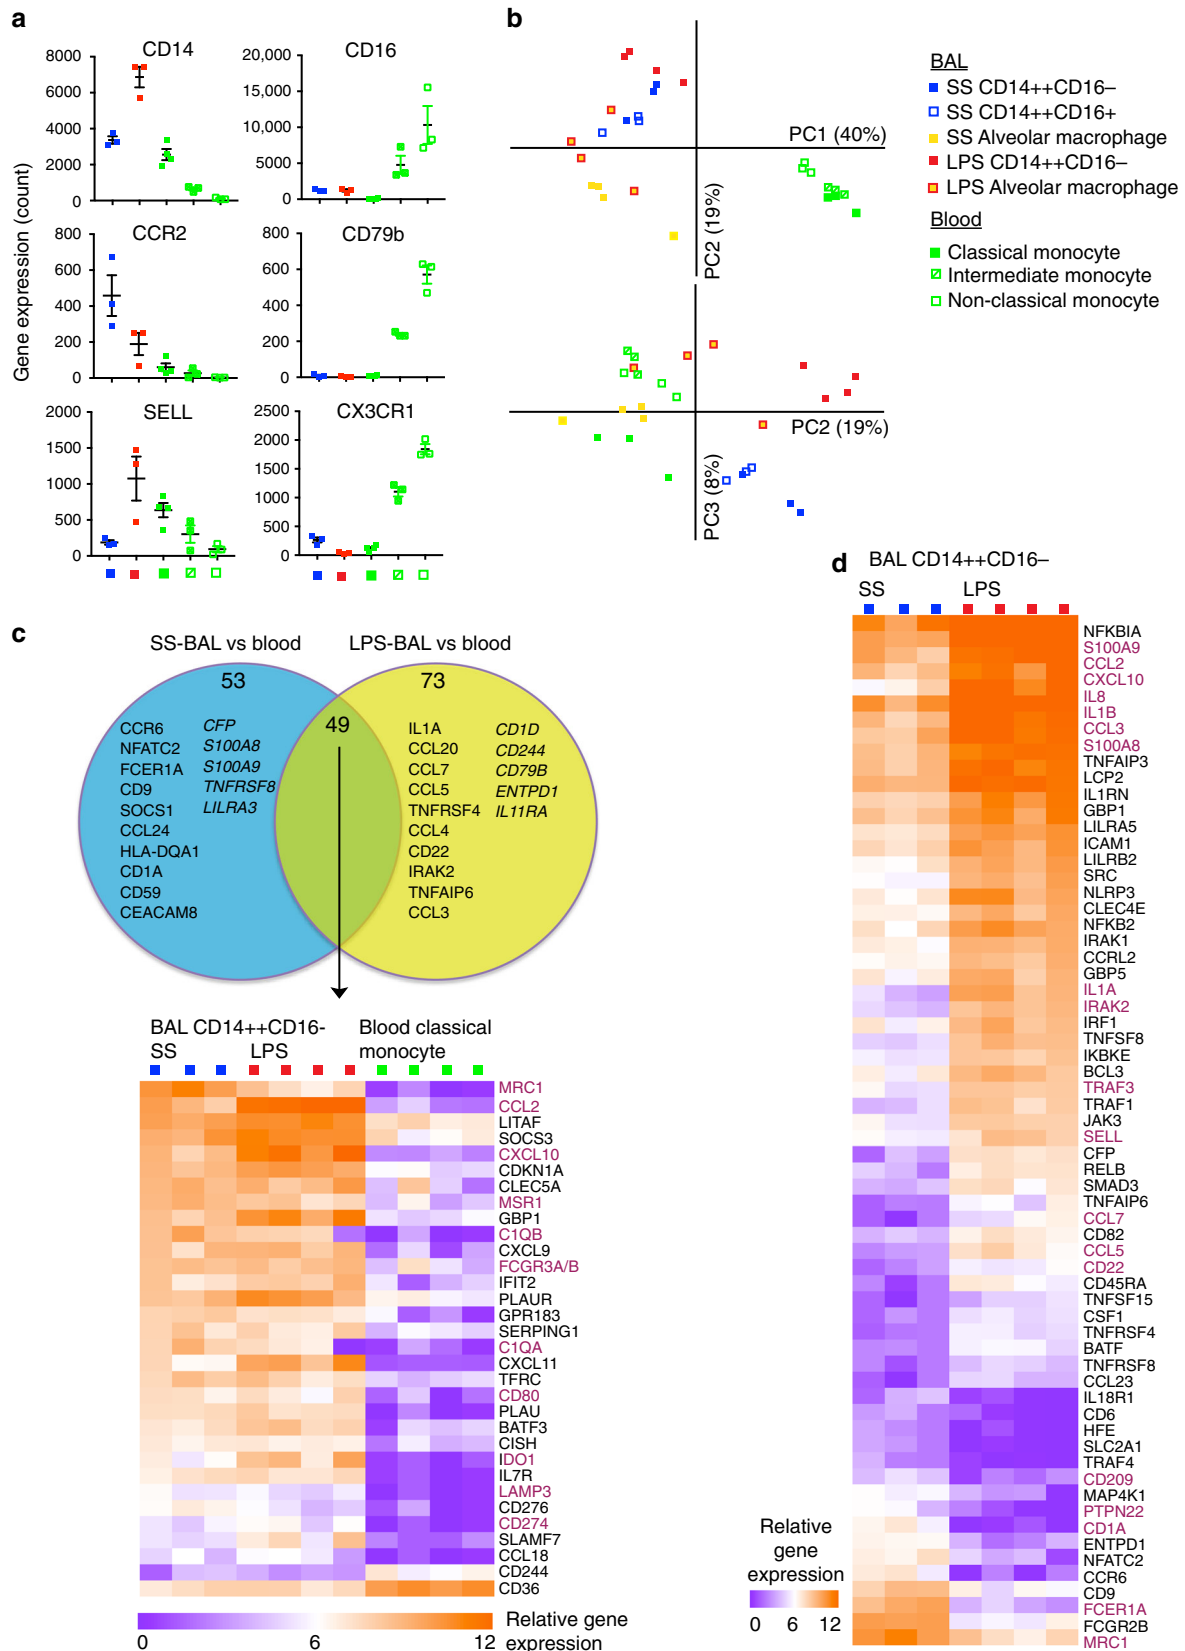 a
Gene expression (count)
CD14
8000
6000
4000
2000
0
CD16
20,000
15,000
10,000
5000
0
CCR2
800
600
400
200
0
CD79b
800
600
400
200
0
SELL
2000
1500
1000
500
0
CX3CR1
2500
2000
1500
1000
500
0
b
PC1 (40%)
PC2 (19%)
PC2 (19%)
PC3 (8%)
BAL
SS CD14++CD16–
SS CD14++CD16+
SS Alveolar macrophage
LPS CD14++CD16–
LPS Alveolar macrophage
Blood
Classical monocyte
Intermediate monocyte
Non-classical monocyte
c
SS-BAL vs blood
LPS-BAL vs blood
53
49
73
CCR6
NFATC2
FCER1A
CD9
SOCS1
CCL24
HLA-DQA1
CD1A
CD59
CEACAM8
CFP
S100A8
S100A9
TNFRSF8
LILRA3
IL1A
CCL20
CCL7
CCL5
TNFRSF4
CCL4
CD22
IRAK2
TNFAIP6
CCL3
CD1D
CD244
CD79B
ENTPD1
IL11RA
BAL CD14++CD16-
SS
LPS
Blood classical
monocyte
MRC1
CCL2
LITAF
SOCS3
CXCL10
CDKN1A
CLEC5A
MSR1
GBP1
C1QB
CXCL9
FCGR3A/B
IFIT2
PLAUR
GPR183
SERPING1
C1QA
CXCL11
TFRC
CD80
PLAU
BATF3
CISH
IDO1
IL7R
LAMP3
CD276
CD274
SLAMF7
CCL18
CD244
CD36
0
6
12
Relative gene
expression
d
BAL CD14++CD16–
SS
LPS
NFKBIA
S100A9
CCL2
CXCL10
IL8
IL1B
CCL3
S100A8
TNFAIP3
LCP2
IL1RN
GBP1
LILRA5
ICAM1
LILRB2
SRC
NLRP3
CLEC4E
NFKB2
IRAK1
CCRL2
GBP5
IL1A
IRAK2
IRF1
TNFSF8
IKBKE
BCL3
TRAF3
TRAF1
JAK3
SELL
CFP
RELB
SMAD3
TNFAIP6
CCL7
CD82
CCL5
CD22
CD45RA
TNFSF15
CSF1
TNFRSF4
BATF
TNFRSF8
CCL23
IL18R1
CD6
HFE
SLC2A1
TRAF4
CD209
MAP4K1
PTPN22
CD1A
ENTPD1
NFATC2
CCR6
CD9
FCER1A
FCGR2B
MRC1
Relative
gene
expression
0
6
12